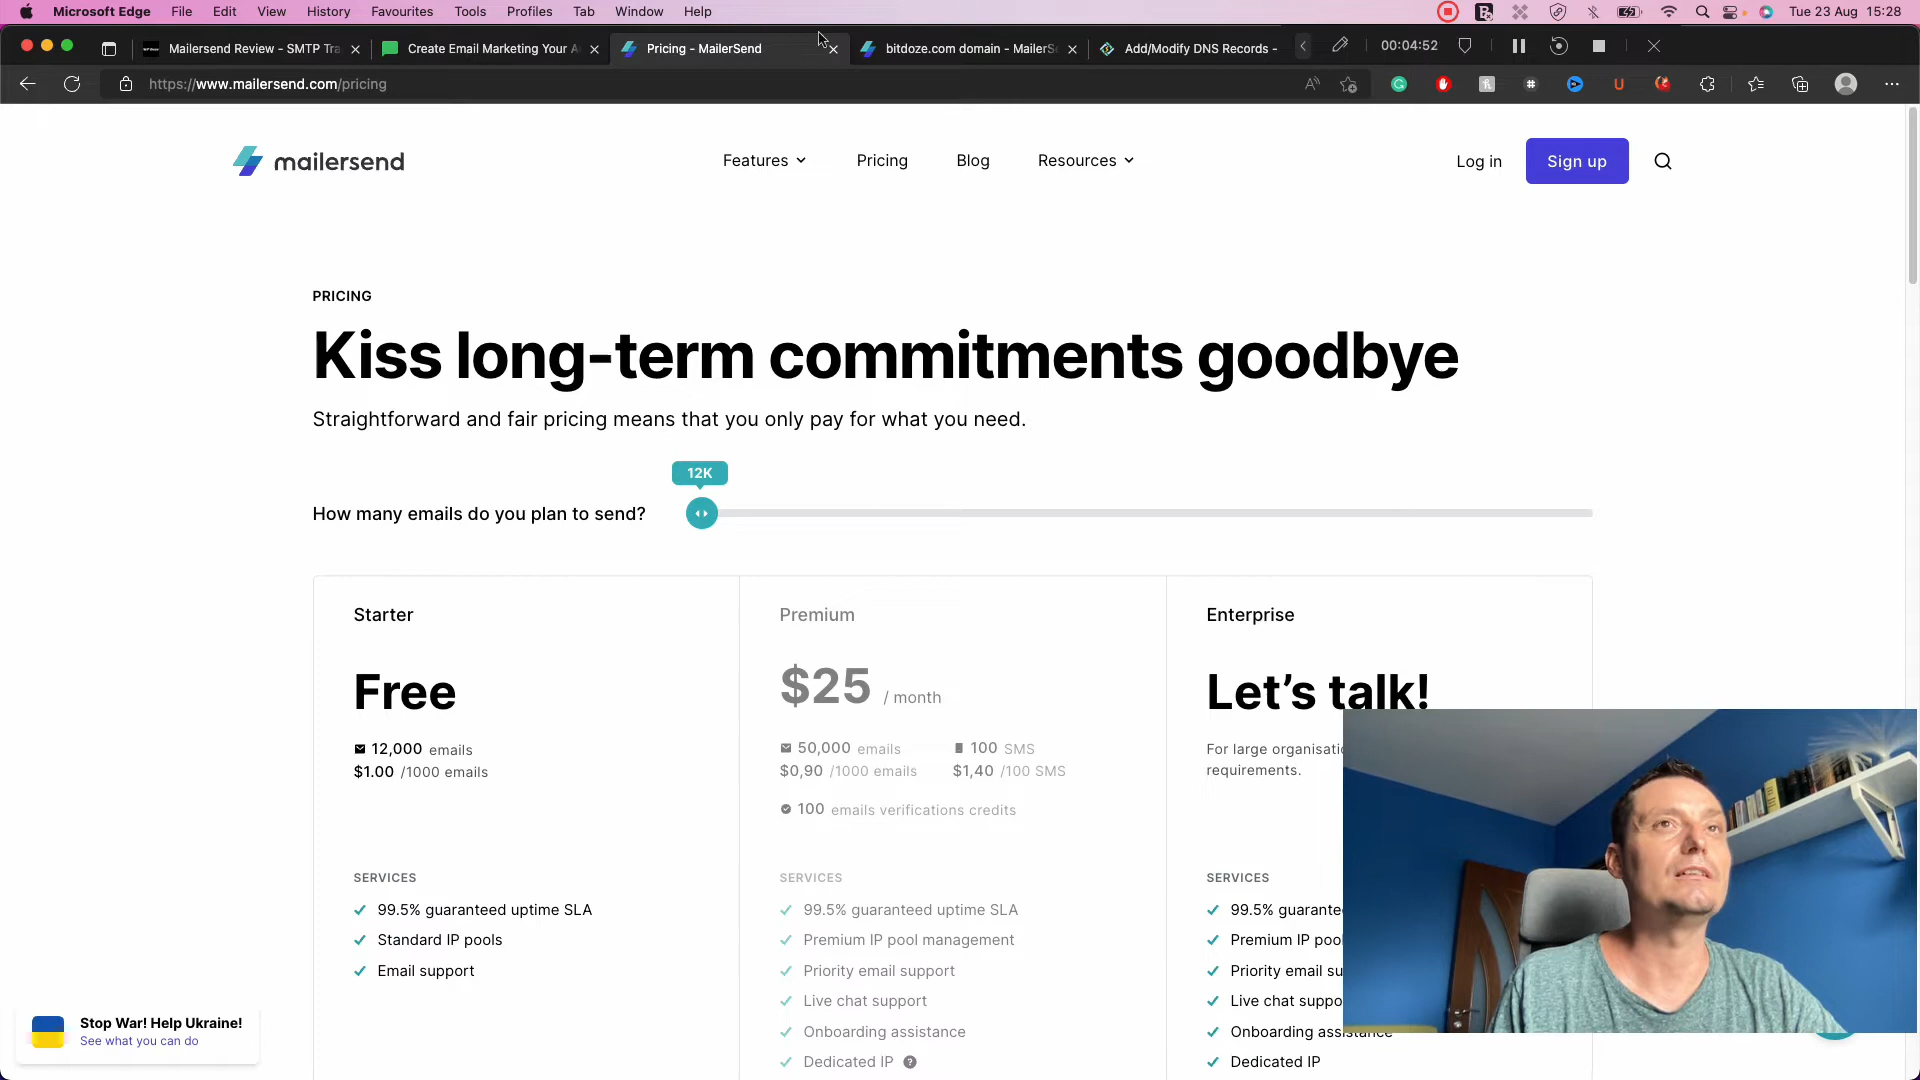 Microsoft Edge File Edit View History Favourites Tools Profiles Tab Window Help Tue 23 Aug 15:28
Mailersend Review - SMTP Tra
Create Email Marketing Your A
Pricing - MailerSend
bitdoze.com domain - MailerSe
Add/Modify DNS Records -
00:04:52
https://www.mailersend.com/pricing
mailersend
Features
Pricing
Blog
Resources
Log in
Sign up
PRICING
Kiss long-term commitments goodbye
Straightforward and fair pricing means that you only pay for what you need.
12K
How many emails do you plan to send?
Starter
Free
12,000 emails
$1.00 /1000 emails
SERVICES
99.5% guaranteed uptime SLA
Standard IP pools
Email support
Premium
$25 / month
50,000 emails 100 SMS
$0,90 /1000 emails $1,40 /100 SMS
100 emails verifications credits
SERVICES
99.5% guaranteed uptime SLA
Premium IP pool management
Priority email support
Live chat support
Onboarding assistance
Dedicated IP ?
Enterprise
Let's talk!
For large organisati
requirements.
SERVICES
99.5% guarante
Premium IP pool
Priority email su
Live chat suppo
Onboarding assistance
Dedicated IP
Stop War! Help Ukraine!
See what you can do